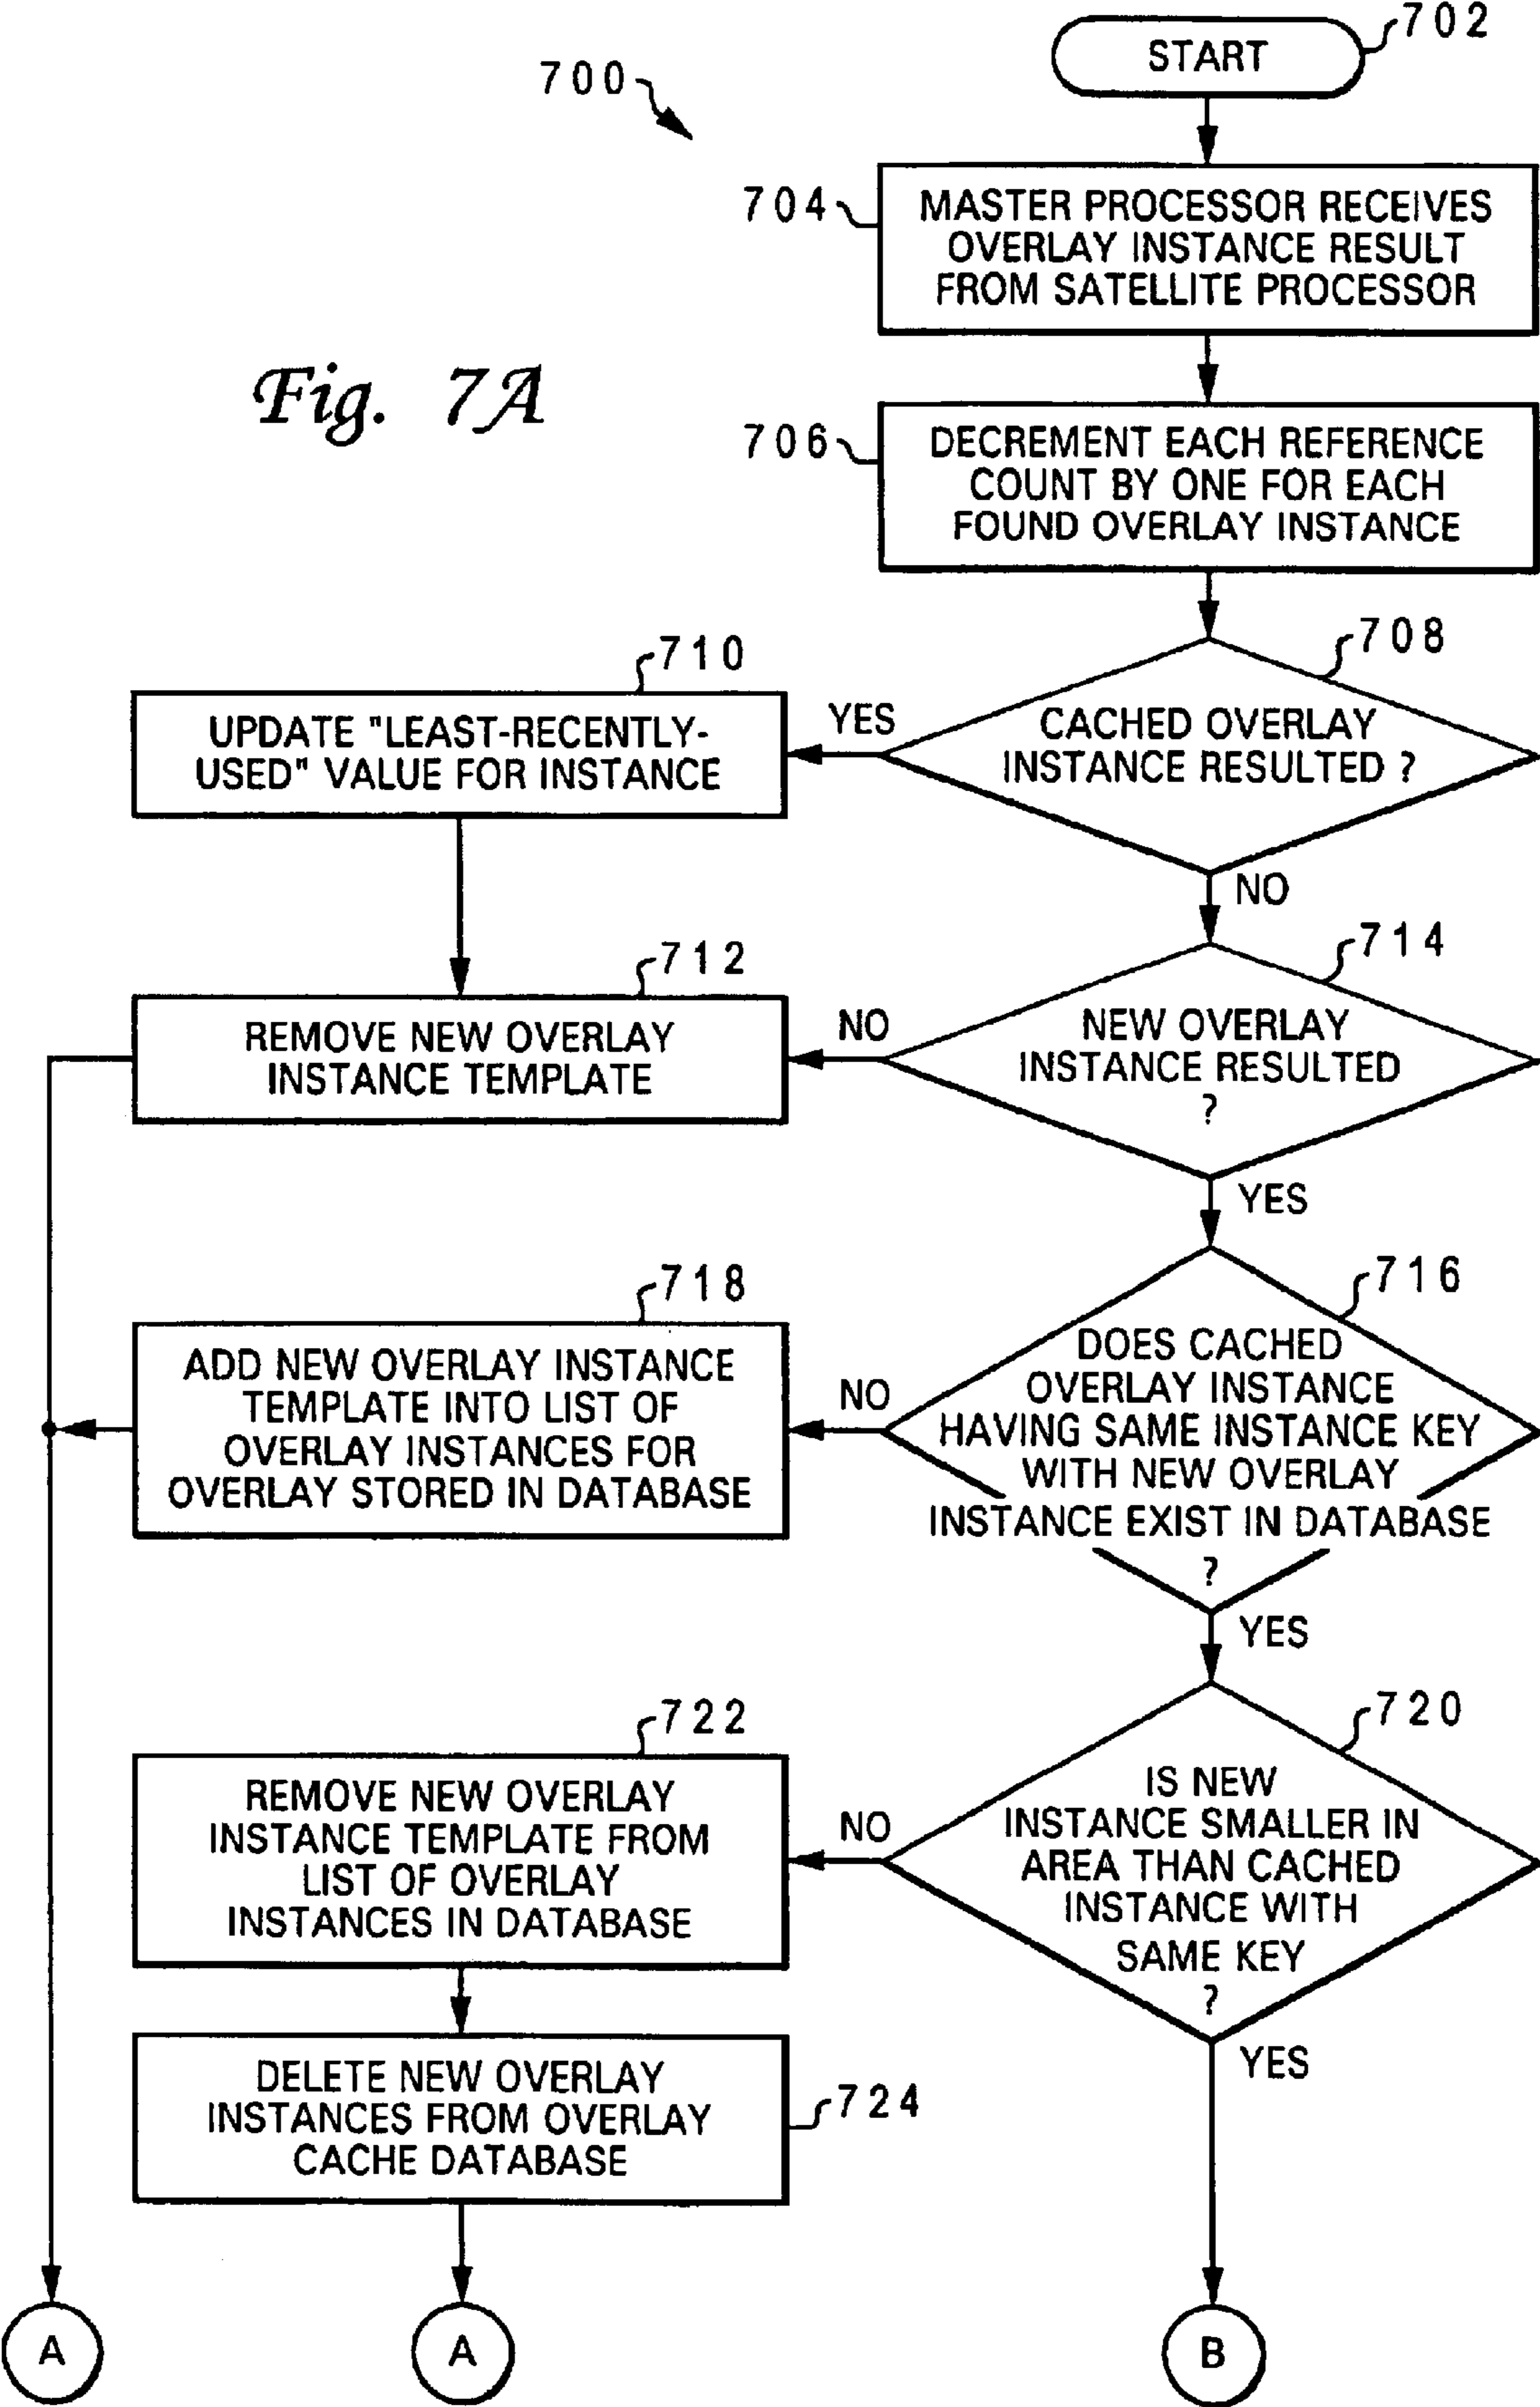 700
START
702
704
MASTER PROCESSOR RECEIVES
OVERLAY INSTANCE RESULT
FROM SATELLITE PROCESSOR
Fig. 7A
706
DECREMENT EACH REFERENCE
COUNT BY ONE FOR EACH
FOUND OVERLAY INSTANCE
708
CACHED OVERLAY
INSTANCE RESULTED ?
YES
NO
710
UPDATE "LEAST-RECENTLY-
USED" VALUE FOR INSTANCE
712
REMOVE NEW OVERLAY
INSTANCE TEMPLATE
714
NEW OVERLAY
INSTANCE RESULTED
?
NO
YES
716
DOES CACHED
OVERLAY INSTANCE
HAVING SAME INSTANCE KEY
WITH NEW OVERLAY
INSTANCE EXIST IN DATABASE
?
NO
YES
718
ADD NEW OVERLAY INSTANCE
TEMPLATE INTO LIST OF
OVERLAY INSTANCES FOR
OVERLAY STORED IN DATABASE
720
IS NEW
INSTANCE SMALLER IN
AREA THAN CACHED
INSTANCE WITH
SAME KEY
?
NO
YES
722
REMOVE NEW OVERLAY
INSTANCE TEMPLATE FROM
LIST OF OVERLAY
INSTANCES IN DATABASE
724
DELETE NEW OVERLAY
INSTANCES FROM OVERLAY
CACHE DATABASE
A
A
B